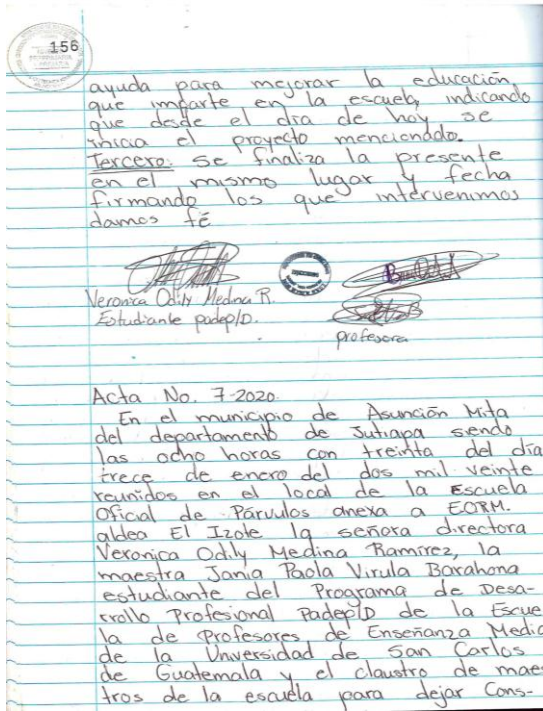 156
ayuda para mejorar la educación,
que imparte en la escuela, indicando
que desde el dia de hoy se
inicia el proyecto mencionado.
Tercero: se finaliza la presente
en el mismo lugar y fecha
firmando los que intervenimos
damos fé
Veronica Odily Medina R.
Estudiante padep/D.
profesora
Acta No. 7-2020.
En el municipio de Asunción Mita
del departamento de Jutiapa siendo
las ocho horas con treinta del día
trece de enero del dos mil veinte
reunidos en el local de la Escuela
Oficial de Párvulos anexa a EORM.
aldea El Izote la señora directora
Veronica Odily Medina Ramírez, la
maestra Jania Paola Virula Barahona
estudiante del Programa de Desa-
rrollo Profesional Padep/D de la Escue
la de Profesores de Enseñanza Media
de la Universidad de San Carlos
de Guatemala y el claustro de maes
tros de la escuela para dejar Cons-